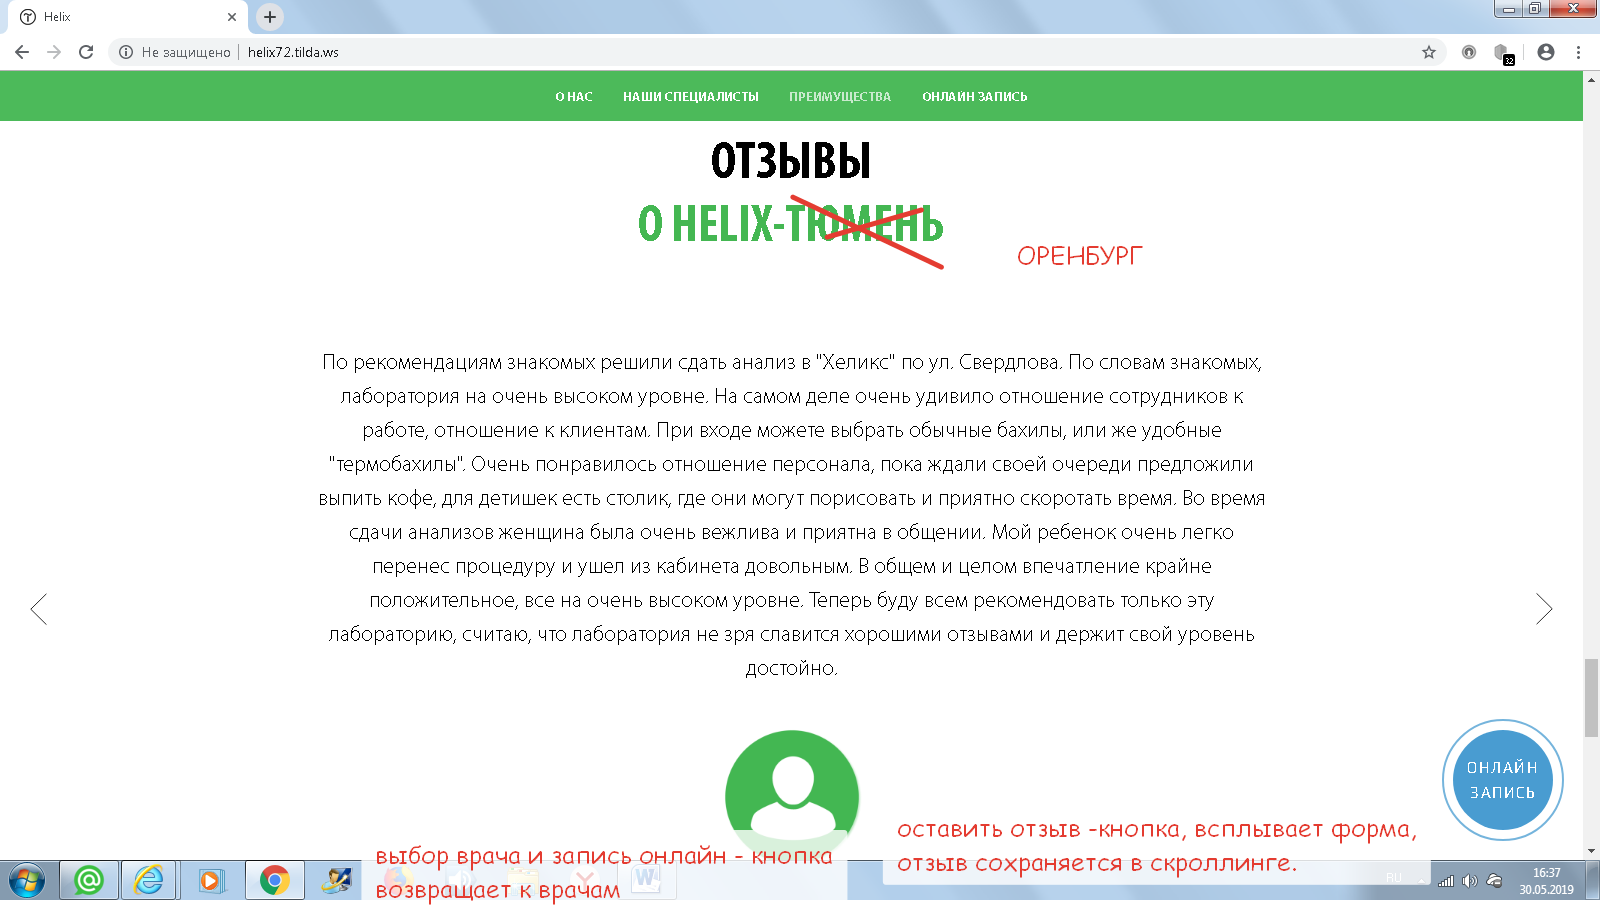 Helix
Не защищено
helix72.tilda.ws
32
О НАС
НАШИ СПЕЦИАЛИСТЫ
ПРЕИМУЩЕСТВА
ОНЛАЙН ЗАПИСЬ
ОТЗЫВЫ
О HELIX-ТЮМЕНЬ
ОРЕНБУРГ
По рекомендациям знакомых решили сдать анализ в "Хеликс" по ул. Свердлова. По словам знакомых,
лаборатория на очень высоком уровне. На самом деле очень удивило отношение сотрудников к
работе, отношение к клиентам. При входе можете выбрать обычные бахилы, или же удобные
"термобахилы". Очень понравилось отношение персонала, пока ждали своей очереди предложили
выпить кофе, для детишек есть столик, где они могут порисовать и приятно скоротать время. Во время
сдачи анализов женщина была очень вежлива и приятна в общении. Мой ребенок очень легко
перенес процедуру и ушел из кабинета довольным. В общем и целом впечатление крайне
положительное, все на очень высоком уровне. Теперь буду всем рекомендовать только эту
лабораторию, считаю, что лаборатория не зря славится хорошими отзывами и держит свой уровень
достойно.
ОНЛАЙН
ЗАПИСЬ
оставить отзыв -кнопка, всплывает форма,
отзыв сохраняется в скроллинге.
выбор врача и запись онлайн - кнопка
возвращает к врачам
RU
16:37
30.05.2019